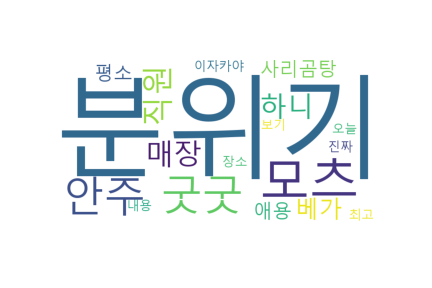 평소
이자카야
사리곰탕
직원
분위기
하니
보기
오늘
매장
장소
진짜
안주
굿굿
모츠
내용
애용
베가
최고